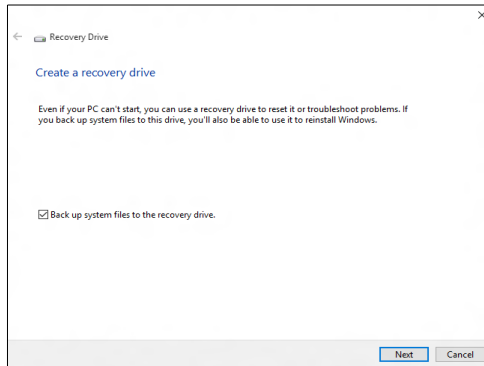 Recovery Drive
Create a recovery drive
Even if your PC can't start, you can use a recovery drive to reset it or troubleshoot problems. If
you back up system files to this drive, you'll also be able to use it to reinstall Windows.
Back up system files to the recovery drive.
Next Cancel